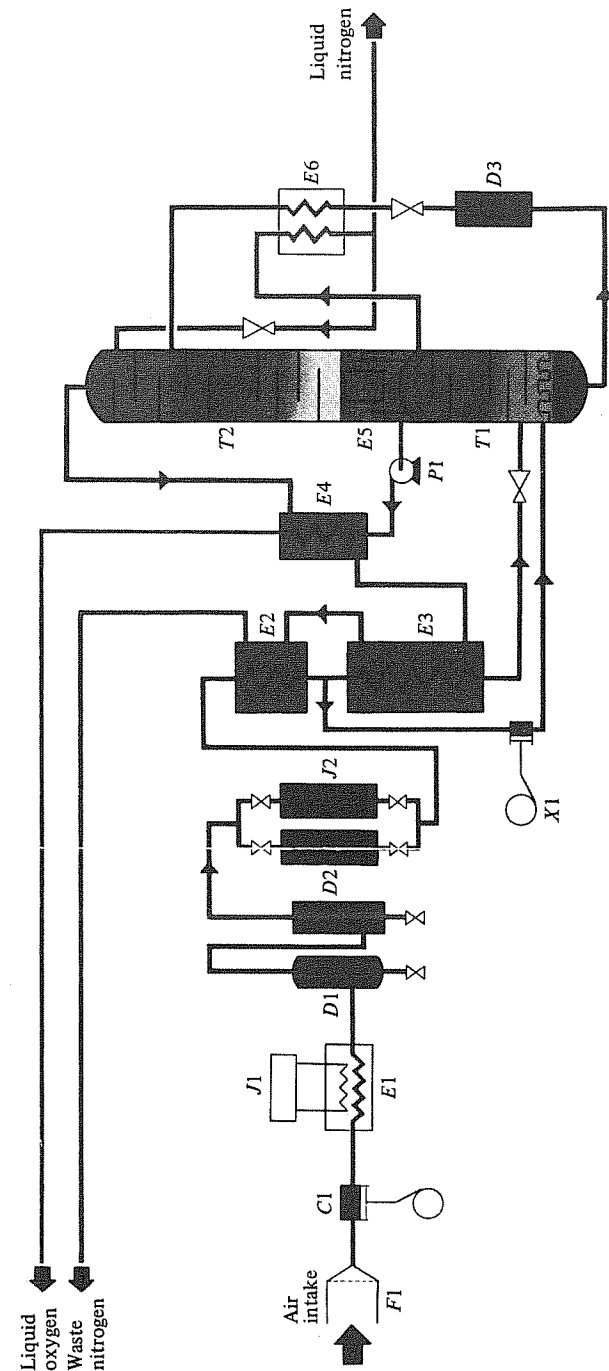 Liquid
oxygen
Waste
nitrogen
Air
intake
F1
C1
J1
E1
D1
D2
J2
E2
E3
X1
E4
P1
T2
E5
T1
E6
D3
Liquid
nitrogen